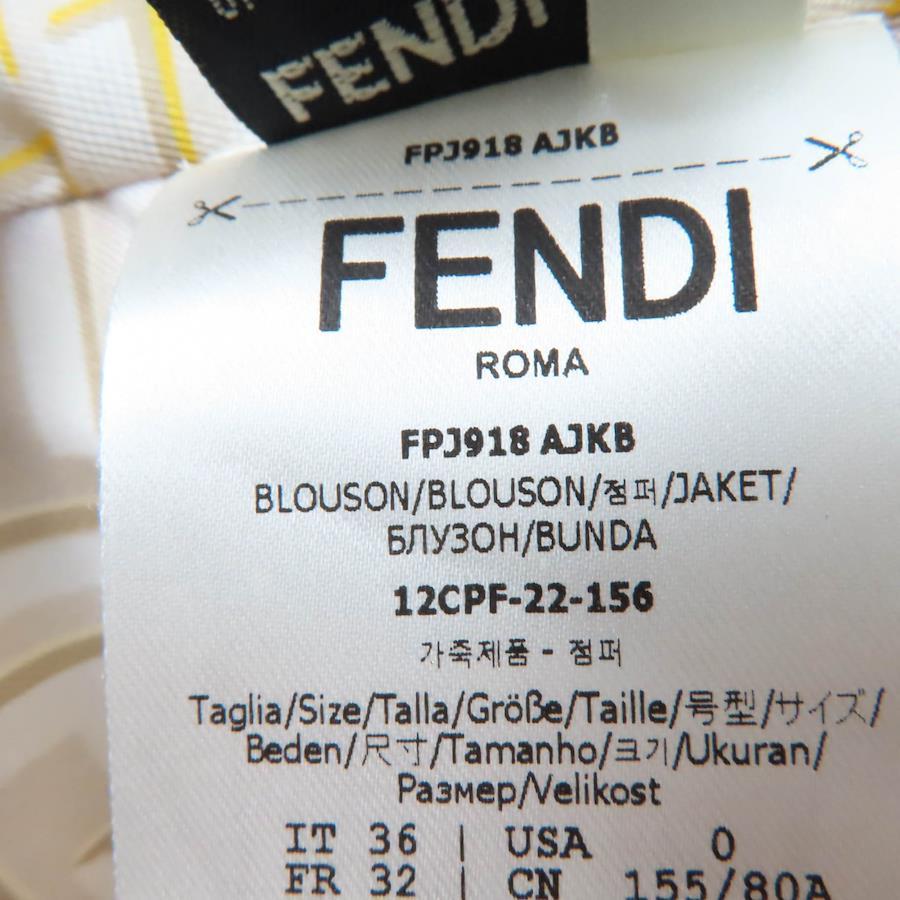 FENDI
FPJ918 AJKB
FENDI
ROMA
FPJ918 AJKB
BLOUSON/BLOUSON/점퍼/JAKET/
БЛУЗОН/BUNDA
12CPF-22-156
가죽제품 - 점퍼
Taglia/Size/Talla/Größe/Taille/号型/サイズ/
Beden/尺寸/Tamanho/크기/Ukuran/
Размер/Velikost
IT 36 | USA 0
FR 32 | CN 155/80A